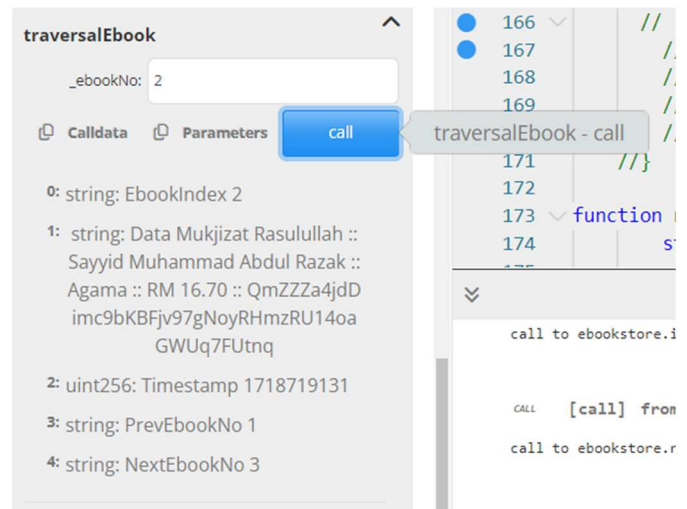 traversalEbook
_ebookNo: 2
Calldata Parameters call
traversalEbook - call
0: string: EbookIndex 2
1: string: Data Mukjizat Rasulullah ::
Sayyid Muhammad Abdul Razak ::
Agama :: RM 16.70 :: QmZZZa4jdD
imc9bKBFjv97gNoyRHmzRU14oa
GWUq7FUtnq
2: uint256: Timestamp 1718719131
3: string: PrevEbookNo 1
4: string: NextEbookNo 3
166 //
167 //
168 //
169 //
//
171 //}
172
173 function
174
call to ebookstore.i
CALL [call] from
call to ebookstore.n